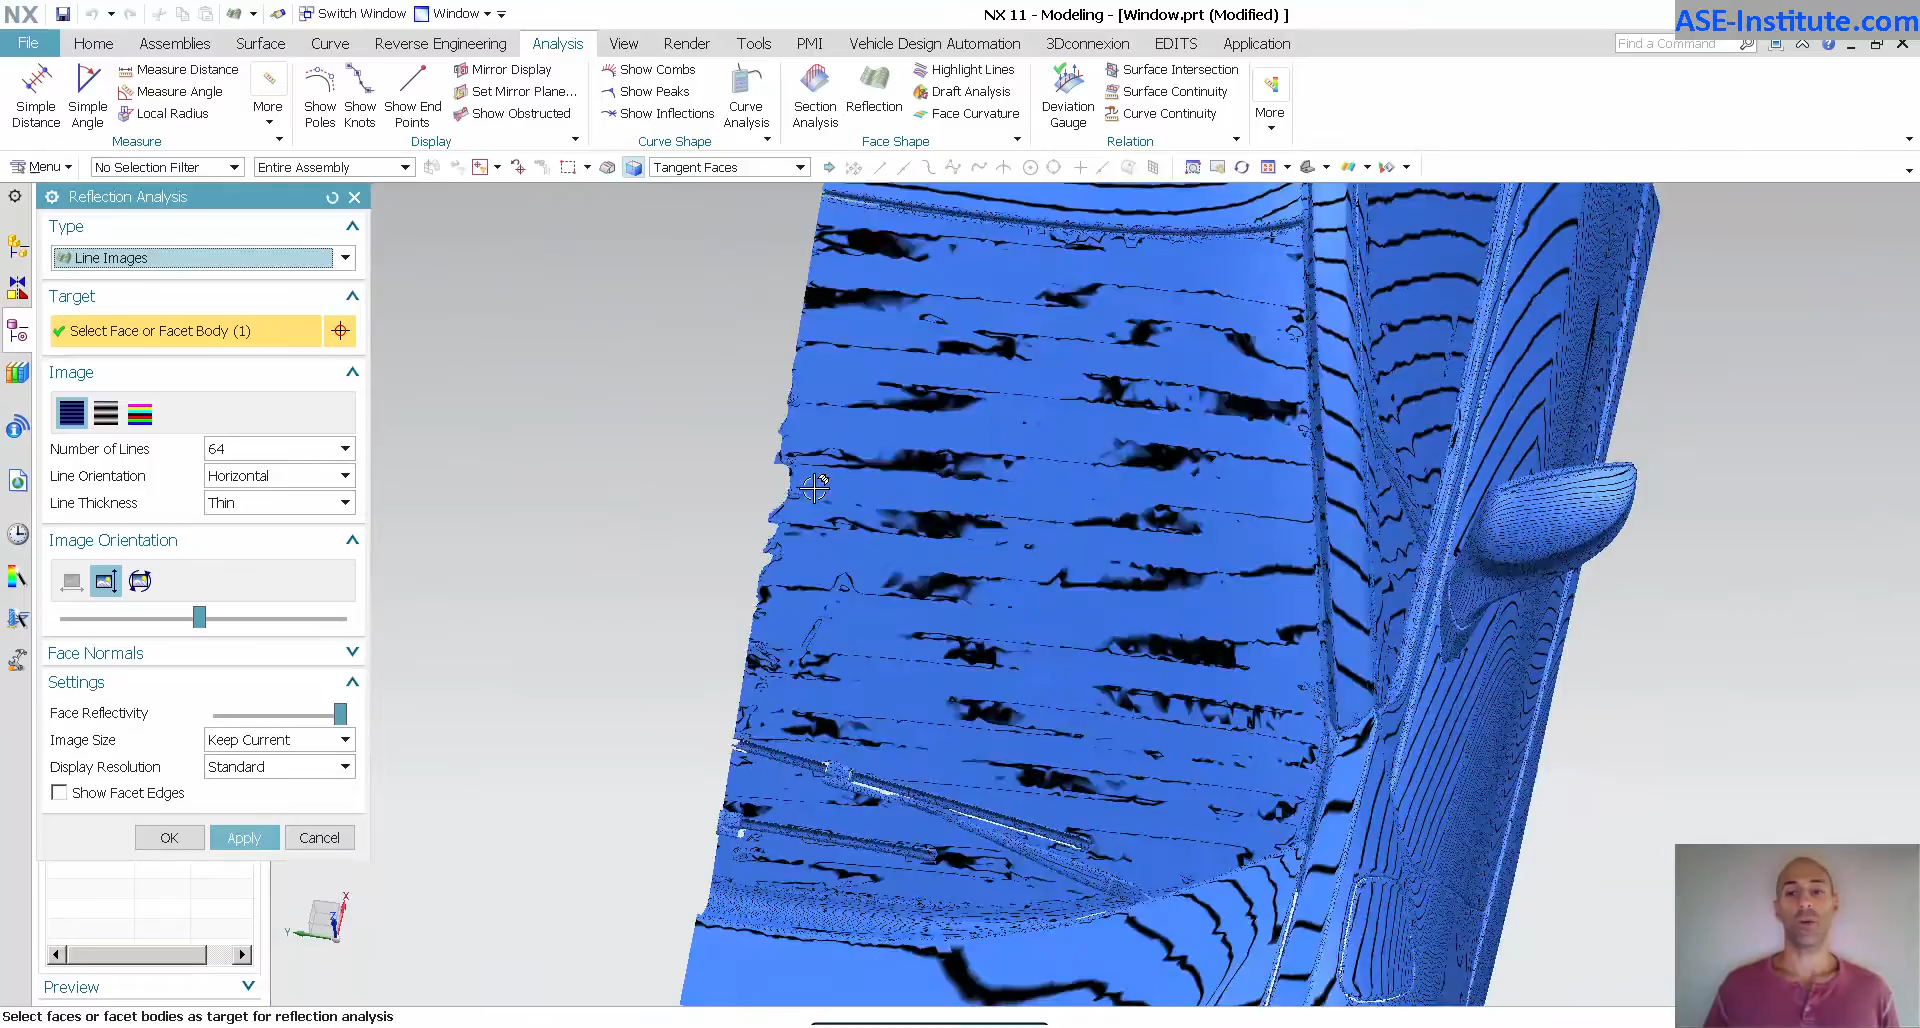 NX
Switch Window
Window
NX 11 - Modeling - [Window.prt (Modified) ]
ASE-Institute.com
File
Home
Assemblies
Surface
Curve
Reverse Engineering
Analysis
View
Render
Tools
PMI
Vehicle Design Automation
3Dconnexion
EDITS
Application
Find a Command
Simple Distance
Simple Angle
Measure Distance
Measure Angle
Local Radius
More
Measure
Show Poles
Show Knots
Show End Points
Mirror Display
Set Mirror Plane...
Show Obstructed
Display
Show Combs
Show Peaks
Show Inflections
Curve Analysis
Curve Shape
Section Analysis
Reflection
Highlight Lines
Draft Analysis
Face Curvature
Face Shape
Deviation Gauge
Surface Intersection
Surface Continuity
Curve Continuity
Relation
More
Menu
No Selection Filter
Entire Assembly
Tangent Faces
Reflection Analysis
Type
Line Images
Target
Select Face or Facet Body (1)
Image
Number of Lines
64
Line Orientation
Horizontal
Line Thickness
Thin
Image Orientation
Face Normals
Settings
Face Reflectivity
Image Size
Keep Current
Display Resolution
Standard
Show Facet Edges
OK
Apply
Cancel
X
Z
Y
Preview
Select faces or facet bodies as target for reflection analysis